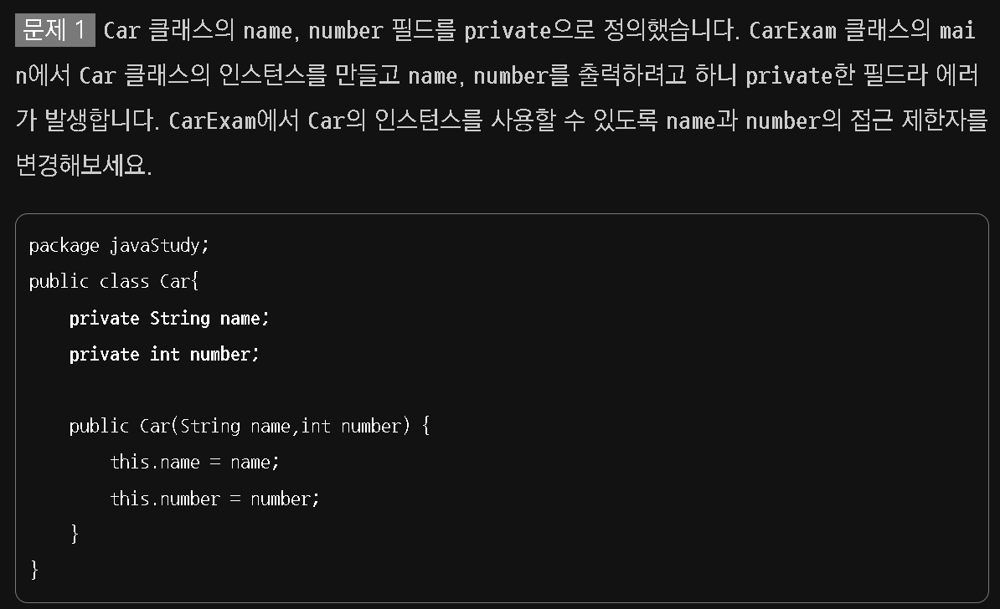 문제 1 Car 클래스의 name, number 필드를 private으로 정의했습니다. CarExam 클래스의 mai
n에서 Car 클래스의 인스턴스를 만들고 name, number를 출력하려고 하니 private한 필드라 에러
가 발생합니다. CarExam에서 Car의 인스턴스를 사용할 수 있도록 name과 number의 접근 제한자를
변경해보세요.
package javaStudy;
public class Car{
    private String name;
    private int number;
    public Car(String name,int number) {
        this.name = name;
        this.number = number;
    }
}